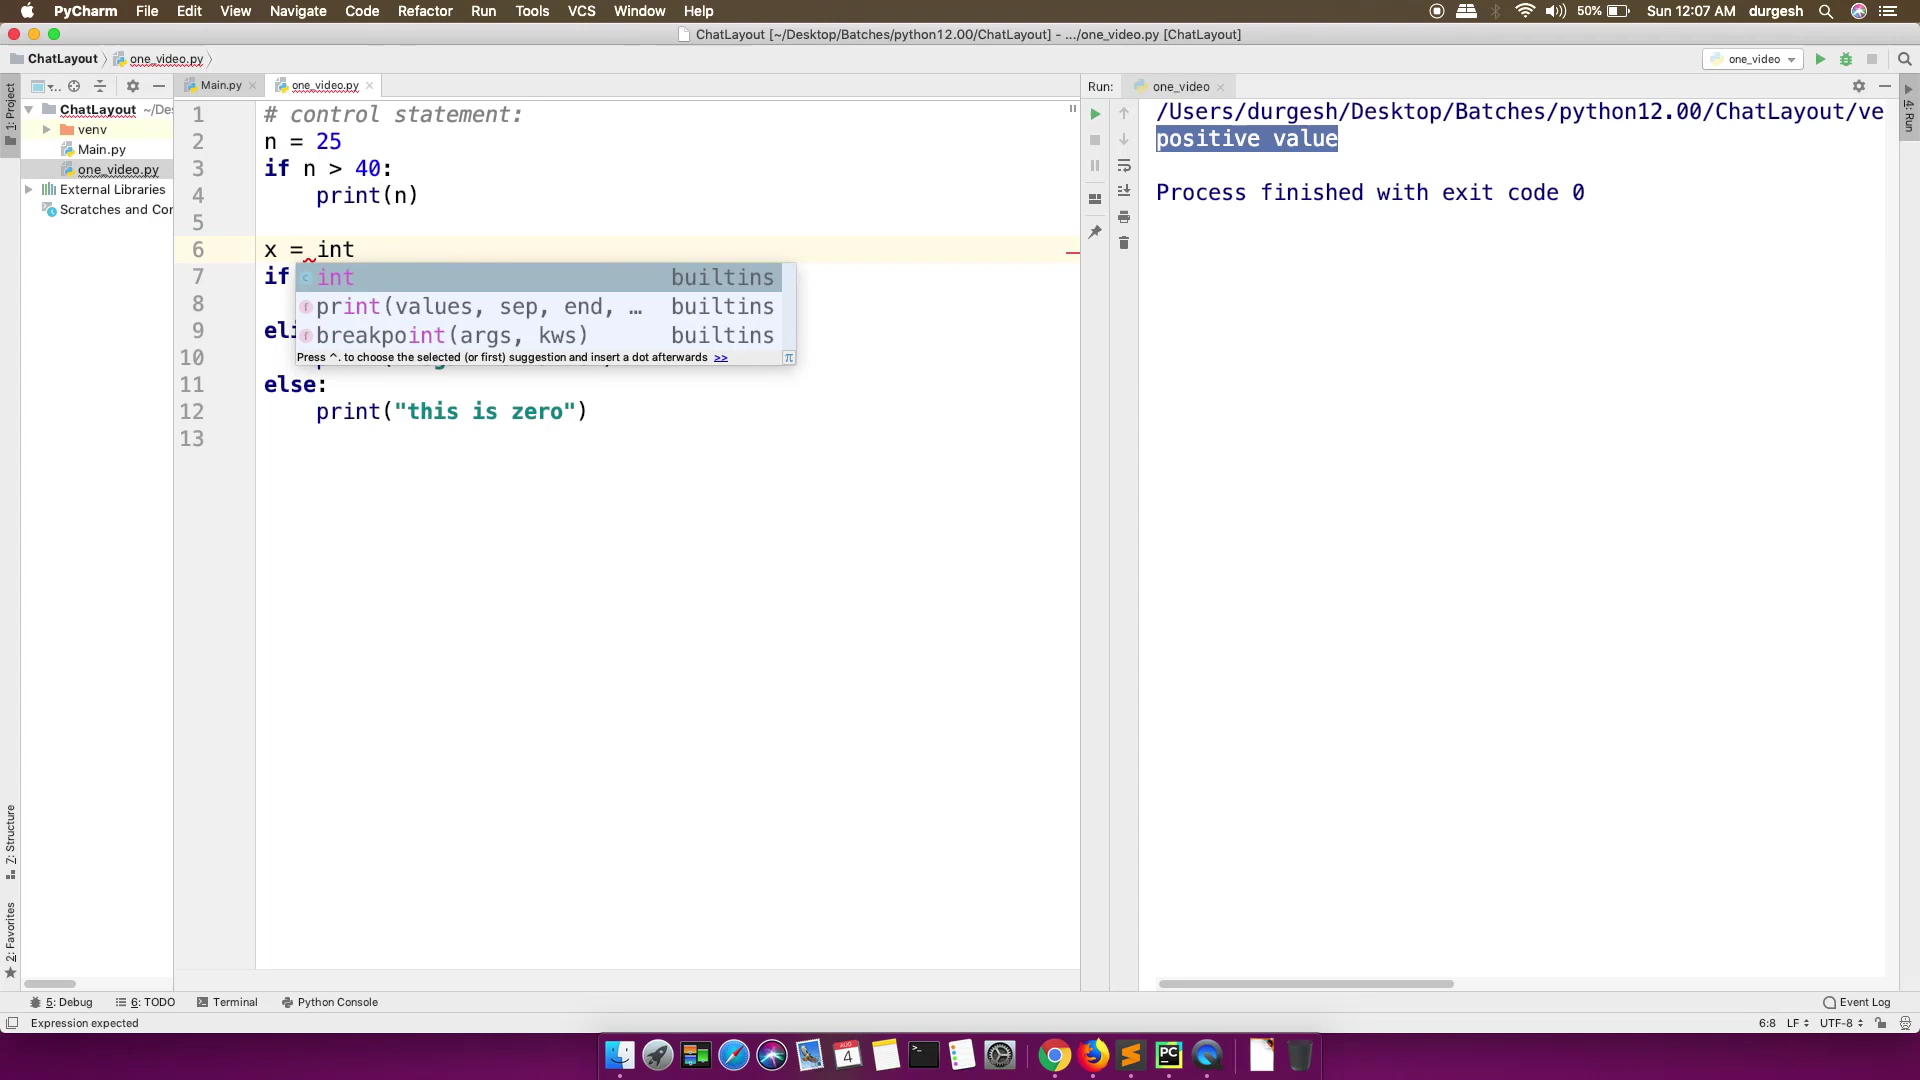 PyCharm File Edit View Navigate Code Refactor Run Tools VCS Window Help 50% Sun 12:07 AM durgesh
ChatLayout [~/Desktop/Batches/python12.00/ChatLayout] - .../one_video.py [ChatLayout]
ChatLayout one_video.py one_video
1: Project
Main.py one_video.py
Run: one_video
4: Run
ChatLayout ~/De
venv
Main.py
one_video.py
External Libraries
Scratches and Cor
1 # control statement:
2 n = 25
3 if n > 40:
4 print(n)
5
6 x = int
7 if
8
9 eli
10
11 else:
12 print("this is zero")
13
int builtins
print(values, sep, end, … builtins
breakpoint(args, kws) builtins
Press ^. to choose the selected (or first) suggestion and insert a dot afterwards >> π
/Users/durgesh/Desktop/Batches/python12.00/ChatLayout/ve
positive value
Process finished with exit code 0
Z: Structure
2: Favorites
5: Debug 6: TODO Terminal Python Console Event Log
Expression expected 6:8 LF UTF-8
AUG
4
PC